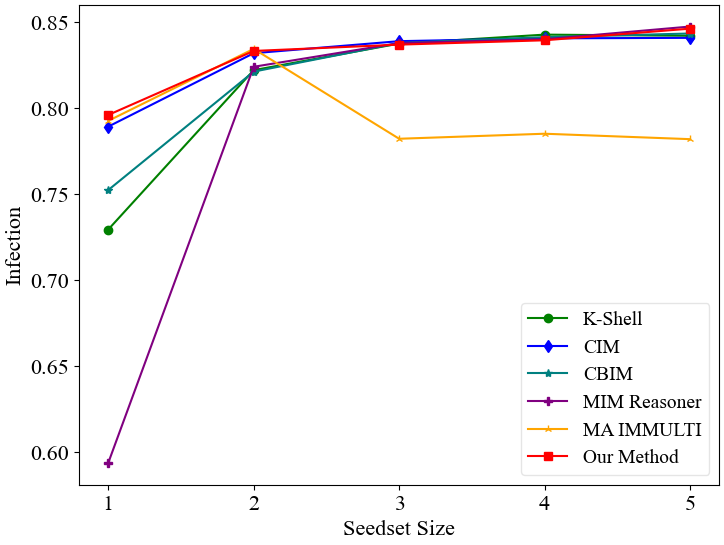 0.85
0.80
0.75
0.70
0.65
0.60
Infection
1 2 3 4 5
Seedset Size
K-Shell
CIM
CBIM
MIM Reasoner
MA IMMULTI
Our Method